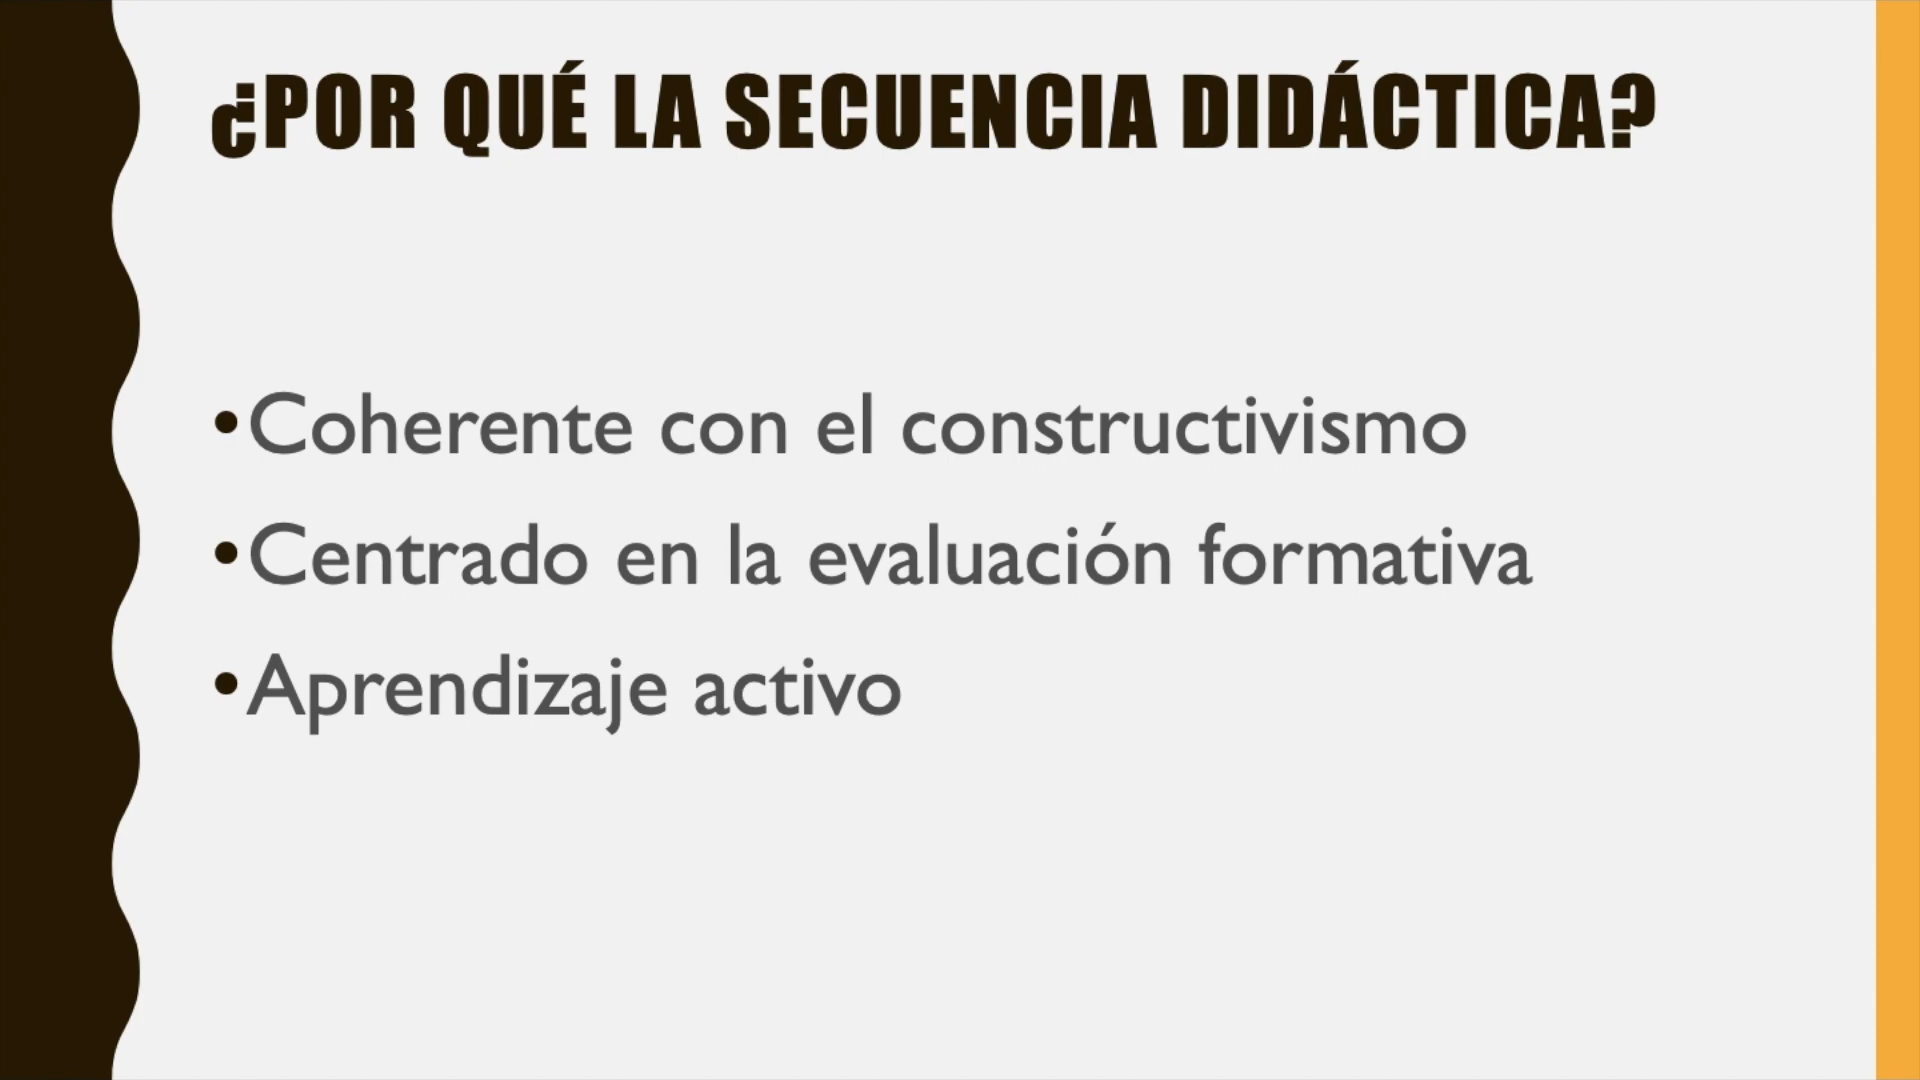 ¿POR QUÉ LA SECUENCIA DIDÁCTICA?
•Coherente con el constructivismo
•Centrado en la evaluación formativa
•Aprendizaje activo